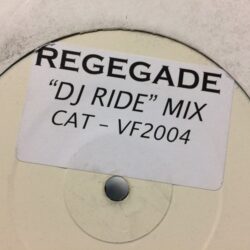 REGEGADE
"DJ RIDE" MIX
CAT - VF2004